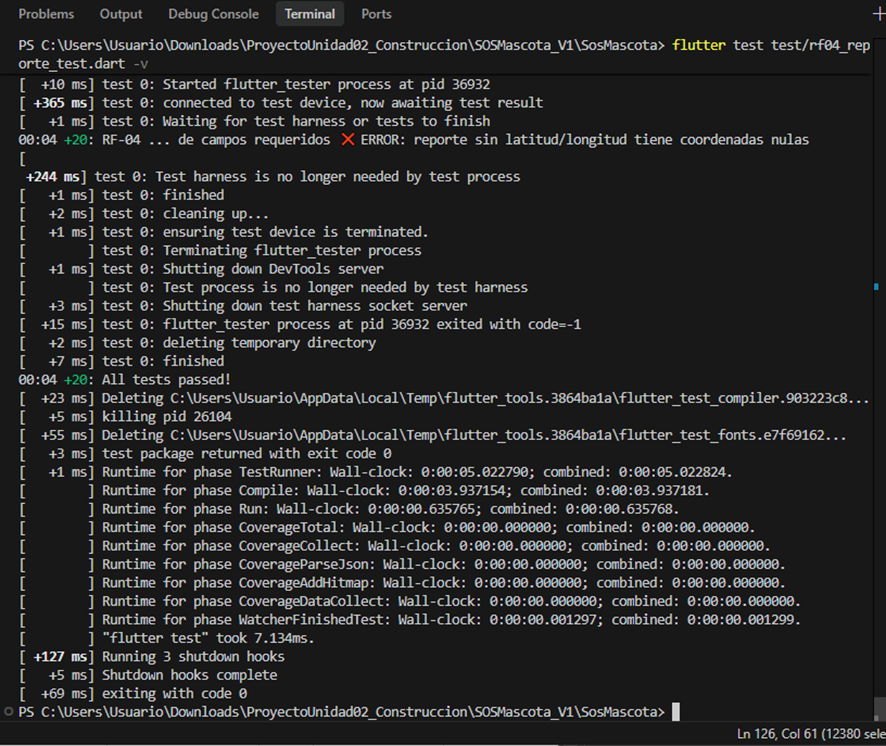 Problems Output Debug Console Terminal Ports
PS C:\Users\Usuario\Downloads\ProyectoUnidad02_Construccion\SOSMascota_V1\SosMascota> flutter test test/rf04_rep
orte_test.dart -v
[  +10 ms] test 0: Started flutter_tester process at pid 36932
[ +365 ms] test 0: connected to test device, now awaiting test result
[   +1 ms] test 0: Waiting for test harness or tests to finish
00:04 +20: RF-04 ... de campos requeridos ❌ ERROR: reporte sin latitud/longitud tiene coordenadas nulas
[
 +244 ms] test 0: Test harness is no longer needed by test process
[   +1 ms] test 0: finished
[   +2 ms] test 0: cleaning up...
[   +1 ms] test 0: ensuring test device is terminated.
[        ] test 0: Terminating flutter_tester process
[   +1 ms] test 0: Shutting down DevTools server
[        ] test 0: Test process is no longer needed by test harness
[   +3 ms] test 0: Shutting down test harness socket server
[  +15 ms] test 0: flutter_tester process at pid 36932 exited with code=-1
[   +2 ms] test 0: deleting temporary directory
[   +7 ms] test 0: finished
00:04 +20: All tests passed!
[  +23 ms] Deleting C:\Users\Usuario\AppData\Local\Temp\flutter_tools.3864ba1a\flutter_test_compiler.903223c8...
[   +5 ms] killing pid 26104
[  +55 ms] Deleting C:\Users\Usuario\AppData\Local\Temp\flutter_tools.3864ba1a\flutter_test_fonts.e7f69162...
[   +3 ms] test package returned with exit code 0
[   +1 ms] Runtime for phase TestRunner: Wall-clock: 0:00:05.022790; combined: 0:00:05.022824.
[        ] Runtime for phase Compile: Wall-clock: 0:00:03.937154; combined: 0:00:03.937181.
[        ] Runtime for phase Run: Wall-clock: 0:00:00.635765; combined: 0:00:00.635768.
[        ] Runtime for phase CoverageTotal: Wall-clock: 0:00:00.000000; combined: 0:00:00.000000.
[        ] Runtime for phase CoverageCollect: Wall-clock: 0:00:00.000000; combined: 0:00:00.000000.
[        ] Runtime for phase CoverageParseJson: Wall-clock: 0:00:00.000000; combined: 0:00:00.000000.
[        ] Runtime for phase CoverageAddHitmap: Wall-clock: 0:00:00.000000; combined: 0:00:00.000000.
[        ] Runtime for phase CoverageDataCollect: Wall-clock: 0:00:00.000000; combined: 0:00:00.000000.
[        ] Runtime for phase WatcherFinishedTest: Wall-clock: 0:00:00.001297; combined: 0:00:00.001299.
[        ] "flutter test" took 7.134ms.
[ +127 ms] Running 3 shutdown hooks
[   +5 ms] Shutdown hooks complete
[  +69 ms] exiting with code 0
PS C:\Users\Usuario\Downloads\ProyectoUnidad02_Construccion\SOSMascota_V1\SosMascota>
Ln 126, Col 61 (12380 sele